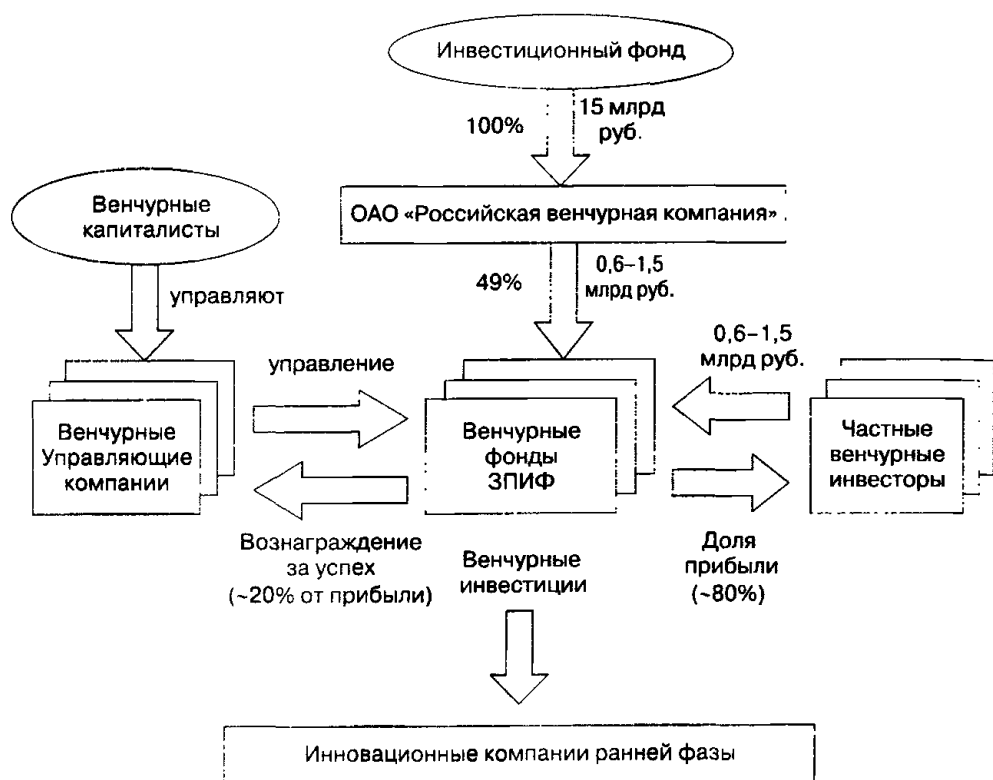 Инвестиционный фонд
100%
15 млрд
руб.
ОАО «Российская венчурная компания»
Венчурные
капиталисты
49%
0,6–1,5
млрд руб.
управляют
0,6–1,5
млрд руб.
управление
Венчурные
Управляющие
компании
Венчурные
фонды
ЗПИФ
Частные
венчурные
инвесторы
Вознаграждение
за успех
(~20% от прибыли)
Венчурные
инвестиции
Доля
прибыли
(~80%)
Инновационные компании ранней фазы